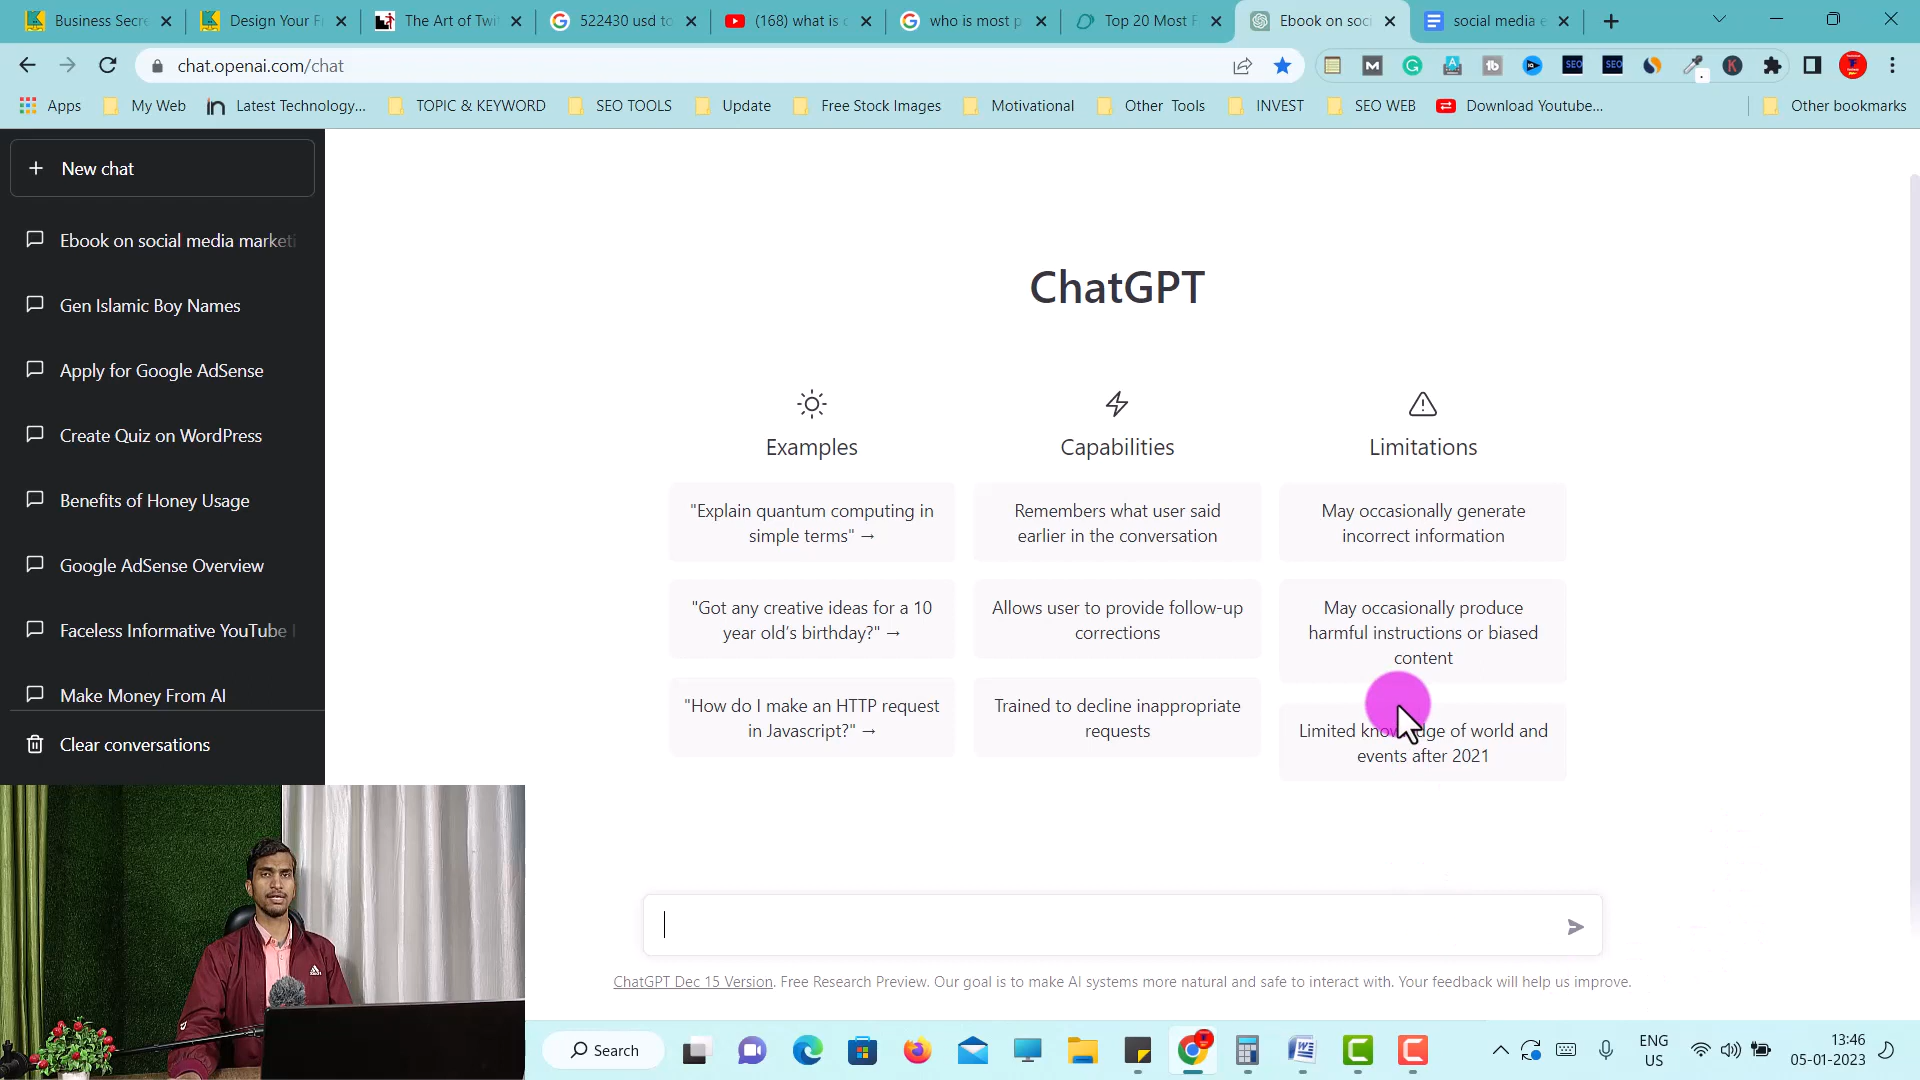 Business Secre
Design Your F
The Art of Twi
522430 usd to
(168) what is c
who is most p
Top 20 Most F
Ebook on soc
social media e
chat.openai.com/chat
Apps
My Web
Latest Technology...
TOPIC & KEYWORD
SEO TOOLS
Update
Free Stock Images
Motivational
Other Tools
INVEST
SEO WEB
Download Youtube...
Other bookmarks
+ New chat
Ebook on social media marketi
Gen Islamic Boy Names
Apply for Google AdSense
Create Quiz on WordPress
Benefits of Honey Usage
Google AdSense Overview
Faceless Informative YouTube
Make Money From AI
Clear conversations
ChatGPT
Examples
"Explain quantum computing in
simple terms" →
"Got any creative ideas for a 10
year old's birthday?" →
"How do I make an HTTP request
in Javascript?" →
Capabilities
Remembers what user said
earlier in the conversation
Allows user to provide follow-up
corrections
Trained to decline inappropriate
requests
Limitations
May occasionally generate
incorrect information
May occasionally produce
harmful instructions or biased
content
Limited knowledge of world and
events after 2021
ChatGPT Dec 15 Version. Free Research Preview. Our goal is to make AI systems more natural and safe to interact with. Your feedback will help us improve.
Search
ENG
US
13:46
05-01-2023